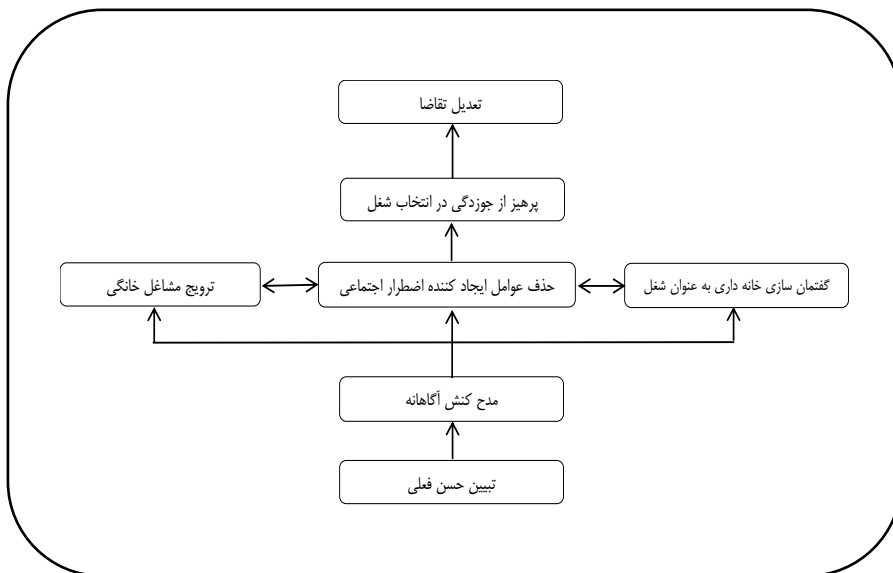 تعدیل تقاضا
پرهیز از جوزدگی در انتخاب شغل
گفتمان سازی خانه داری به عنوان شغل
حذف عوامل ایجاد کننده اضطرار اجتماعی
ترویج مشاغل خانگی
مدح کنش آگاهانه
تبیین حسن فعلی